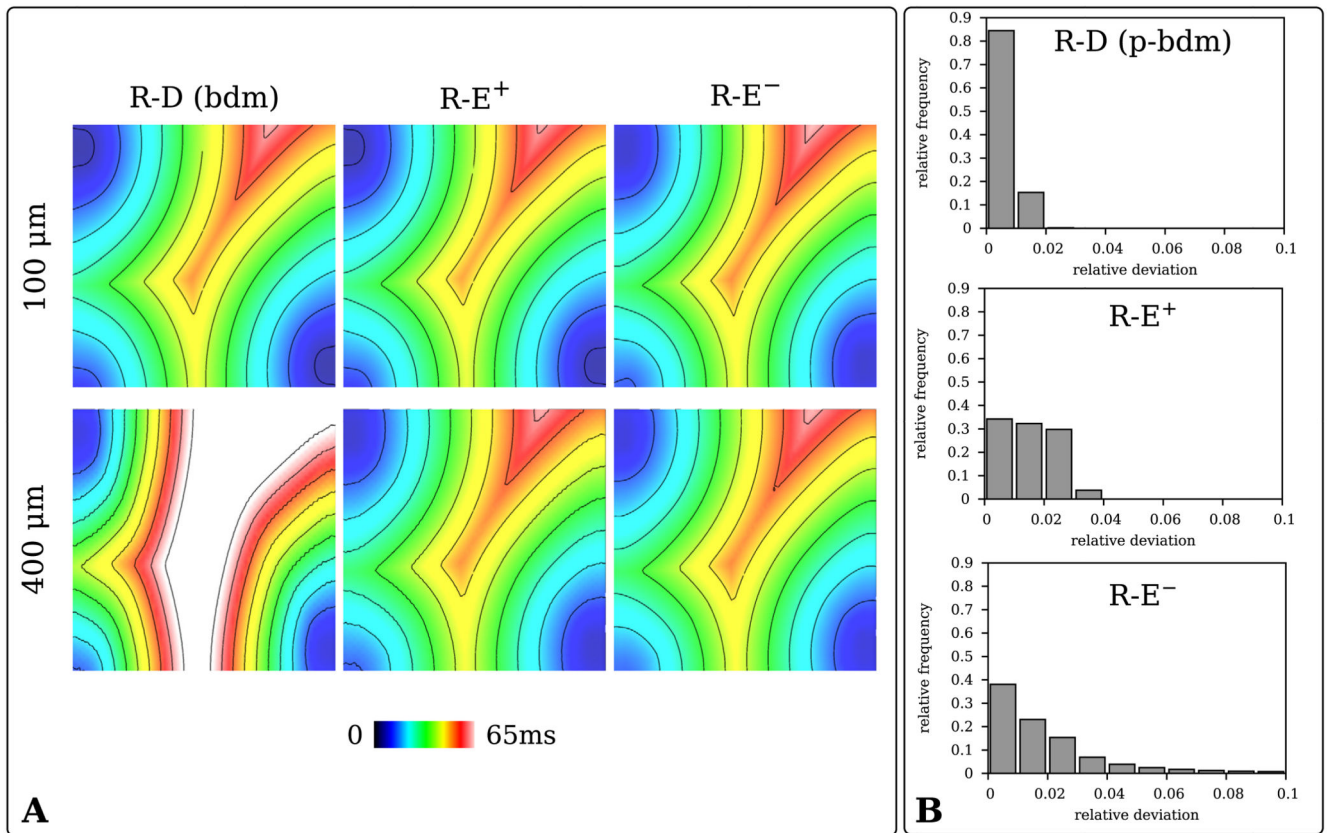 R-D (bdm) R-E⁺ R-E⁻
100 µm
400 µm
0 65ms
A
0.9
0.8
0.7
0.6
0.5
0.4
0.3
0.2
0.1
0
relative frequency
R-D (p-bdm)
0 0.02 0.04 0.06 0.08 0.1
relative deviation
0.9
0.8
0.7
0.6
0.5
0.4
0.3
0.2
0.1
0
relative frequency
R-E⁺
0 0.02 0.04 0.06 0.08 0.1
relative deviation
0.9
0.8
0.7
0.6
0.5
0.4
0.3
0.2
0.1
0
relative frequency
R-E⁻
0 0.02 0.04 0.06 0.08 0.1
relative deviation
B